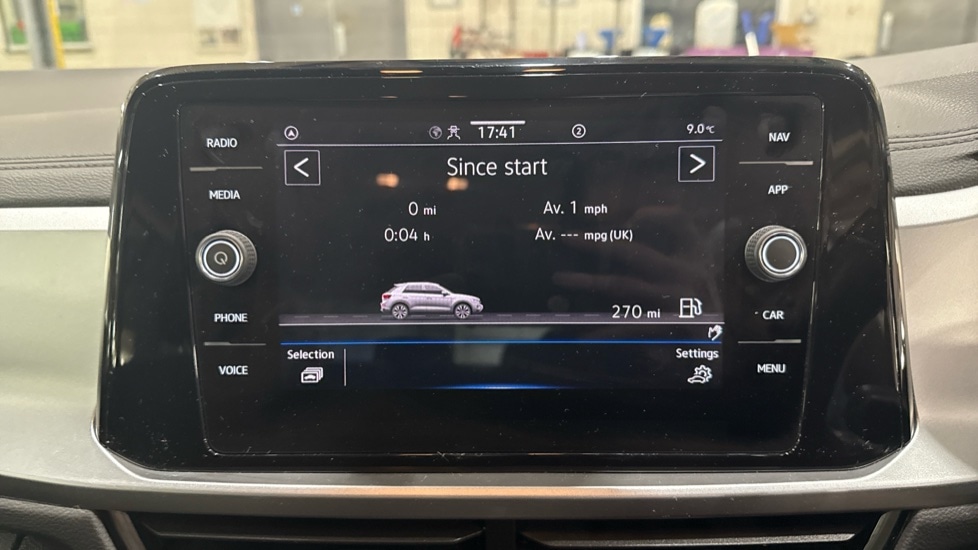 RADIO
MEDIA
PHONE
VOICE
17:41
2
9.0°C
<
Since start
>
0 mi
Av. 1 mph
0:04 h
Av. --- mpg (UK)
270 mi
Selection
Settings
NAV
APP
CAR
MENU